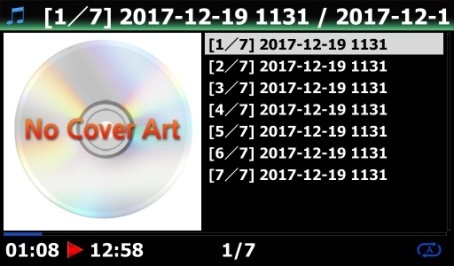 [1／7] 2017-12-19 1131 / 2017-12-1
No Cover Art
[1／7] 2017-12-19 1131
[2／7] 2017-12-19 1131
[3／7] 2017-12-19 1131
[4／7] 2017-12-19 1131
[5／7] 2017-12-19 1131
[6／7] 2017-12-19 1131
[7／7] 2017-12-19 1131
01:08 12:58 1/7 A